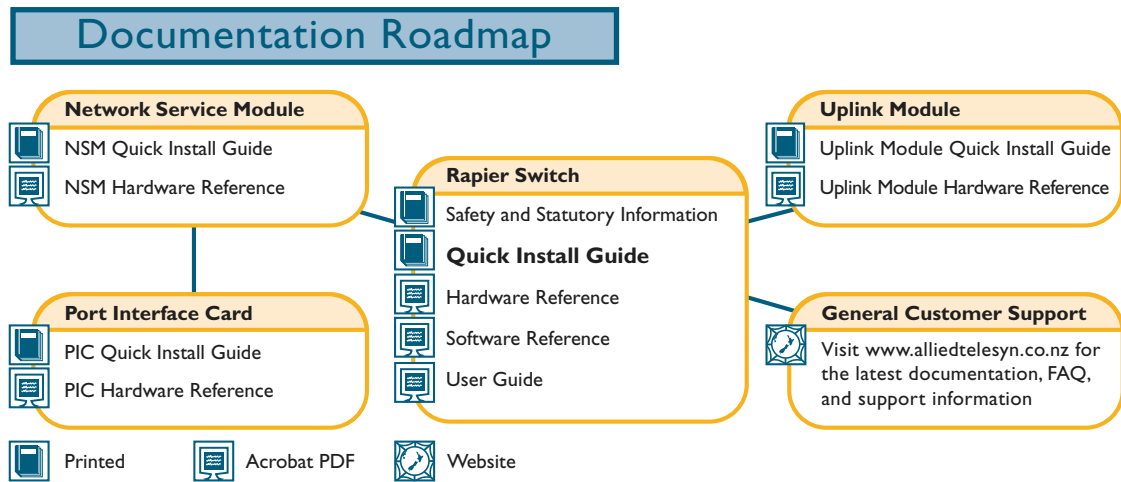 Documentation Roadmap
Network Service Module
NSM Quick Install Guide
NSM Hardware Reference
Port Interface Card
PIC Quick Install Guide
PIC Hardware Reference
Rapier Switch
Safety and Statutory Information
Quick Install Guide
Hardware Reference
Software Reference
User Guide
Uplink Module
Uplink Module Quick Install Guide
Uplink Module Hardware Reference
General Customer Support
Visit www.alliedtelesyn.co.nz for
the latest documentation, FAQ,
and support information
Printed
Acrobat PDF
Website